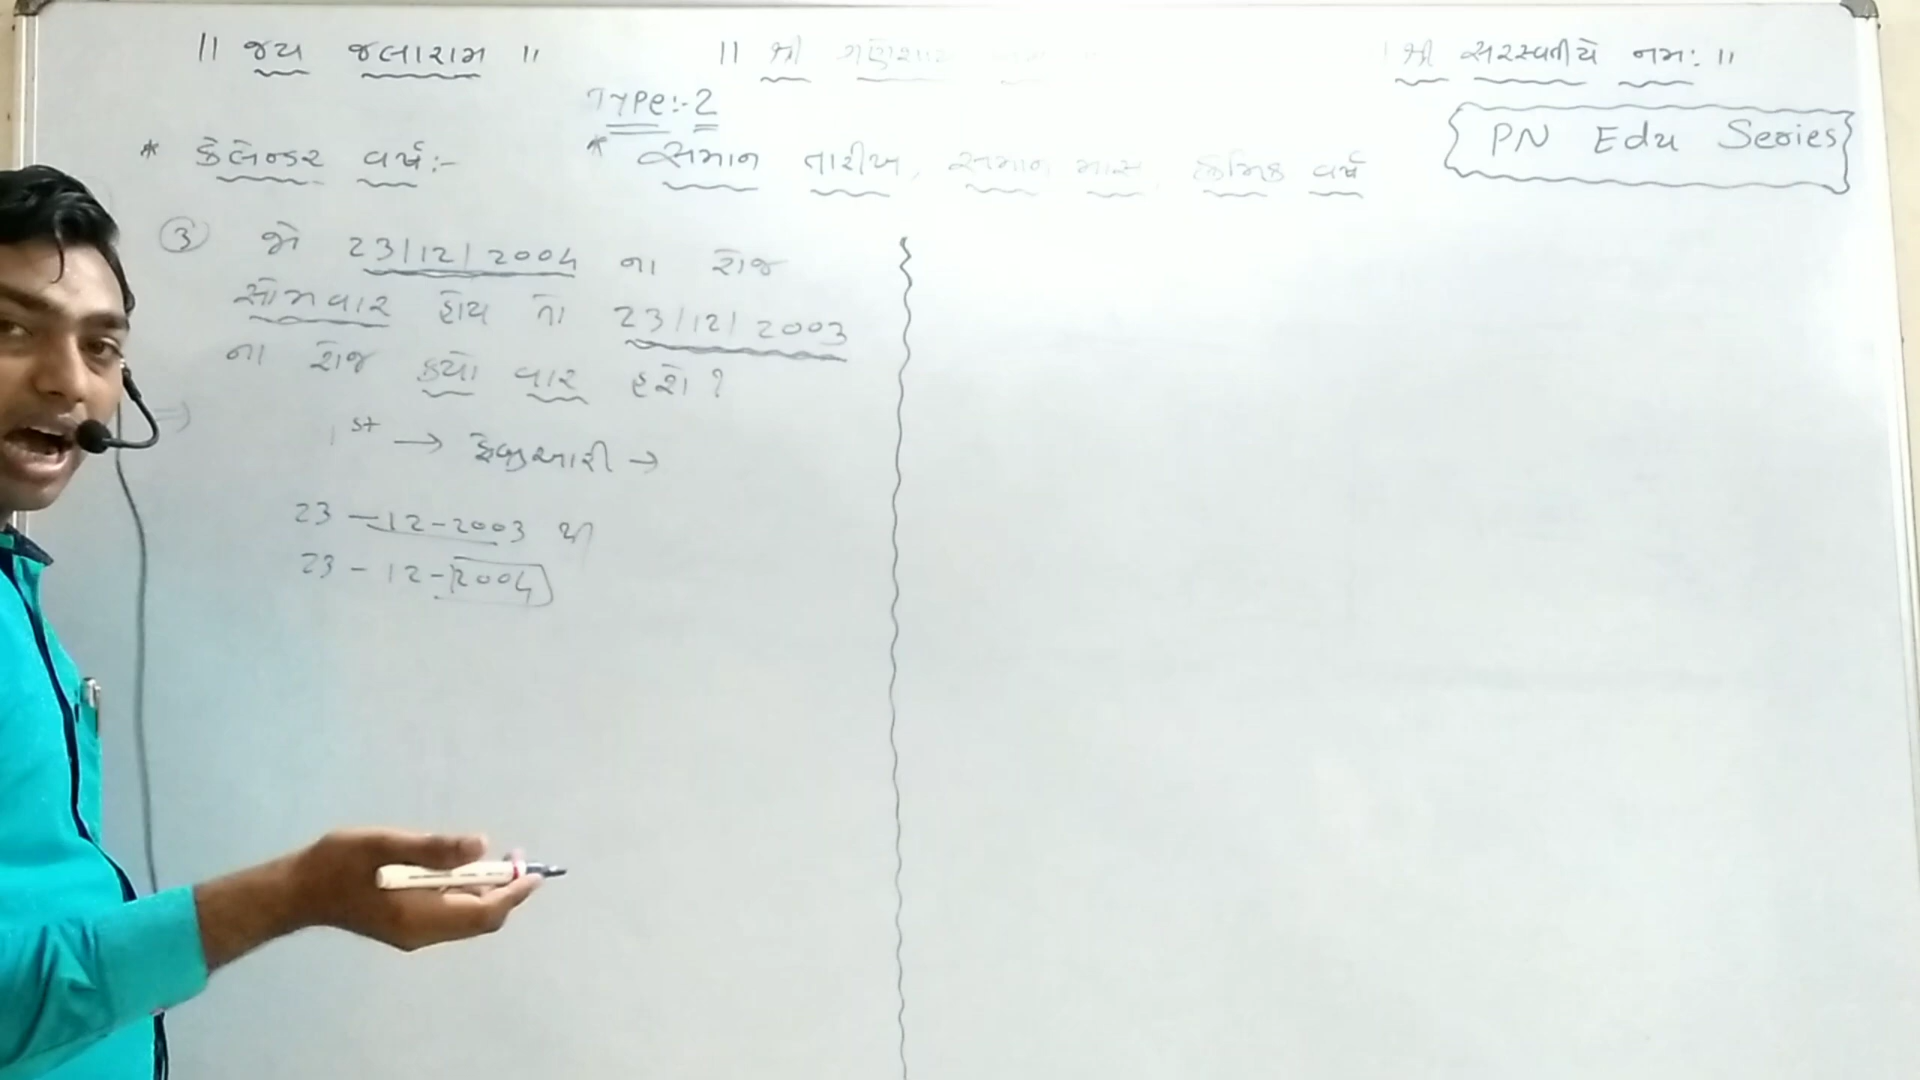 || જય જલારામ ||
|| શ્રી ગણેશાય
શ્રી સરસ્વતીયે નમઃ ||
Type:-2
PN Edu Series
* કેલેન્ડર વર્ષ:-
* સમાન તારીખ, સમાન માસ, ક્રમિક વર્ષ
③ જો 23/12/2004 ના રોજ
સોમવાર હોય તો 23/12/2003
ના રોજ કયો વાર હશે ?
⇒ 1st → ફેબ્રુઆરી →
23-12-2003 થી
23-12-2004